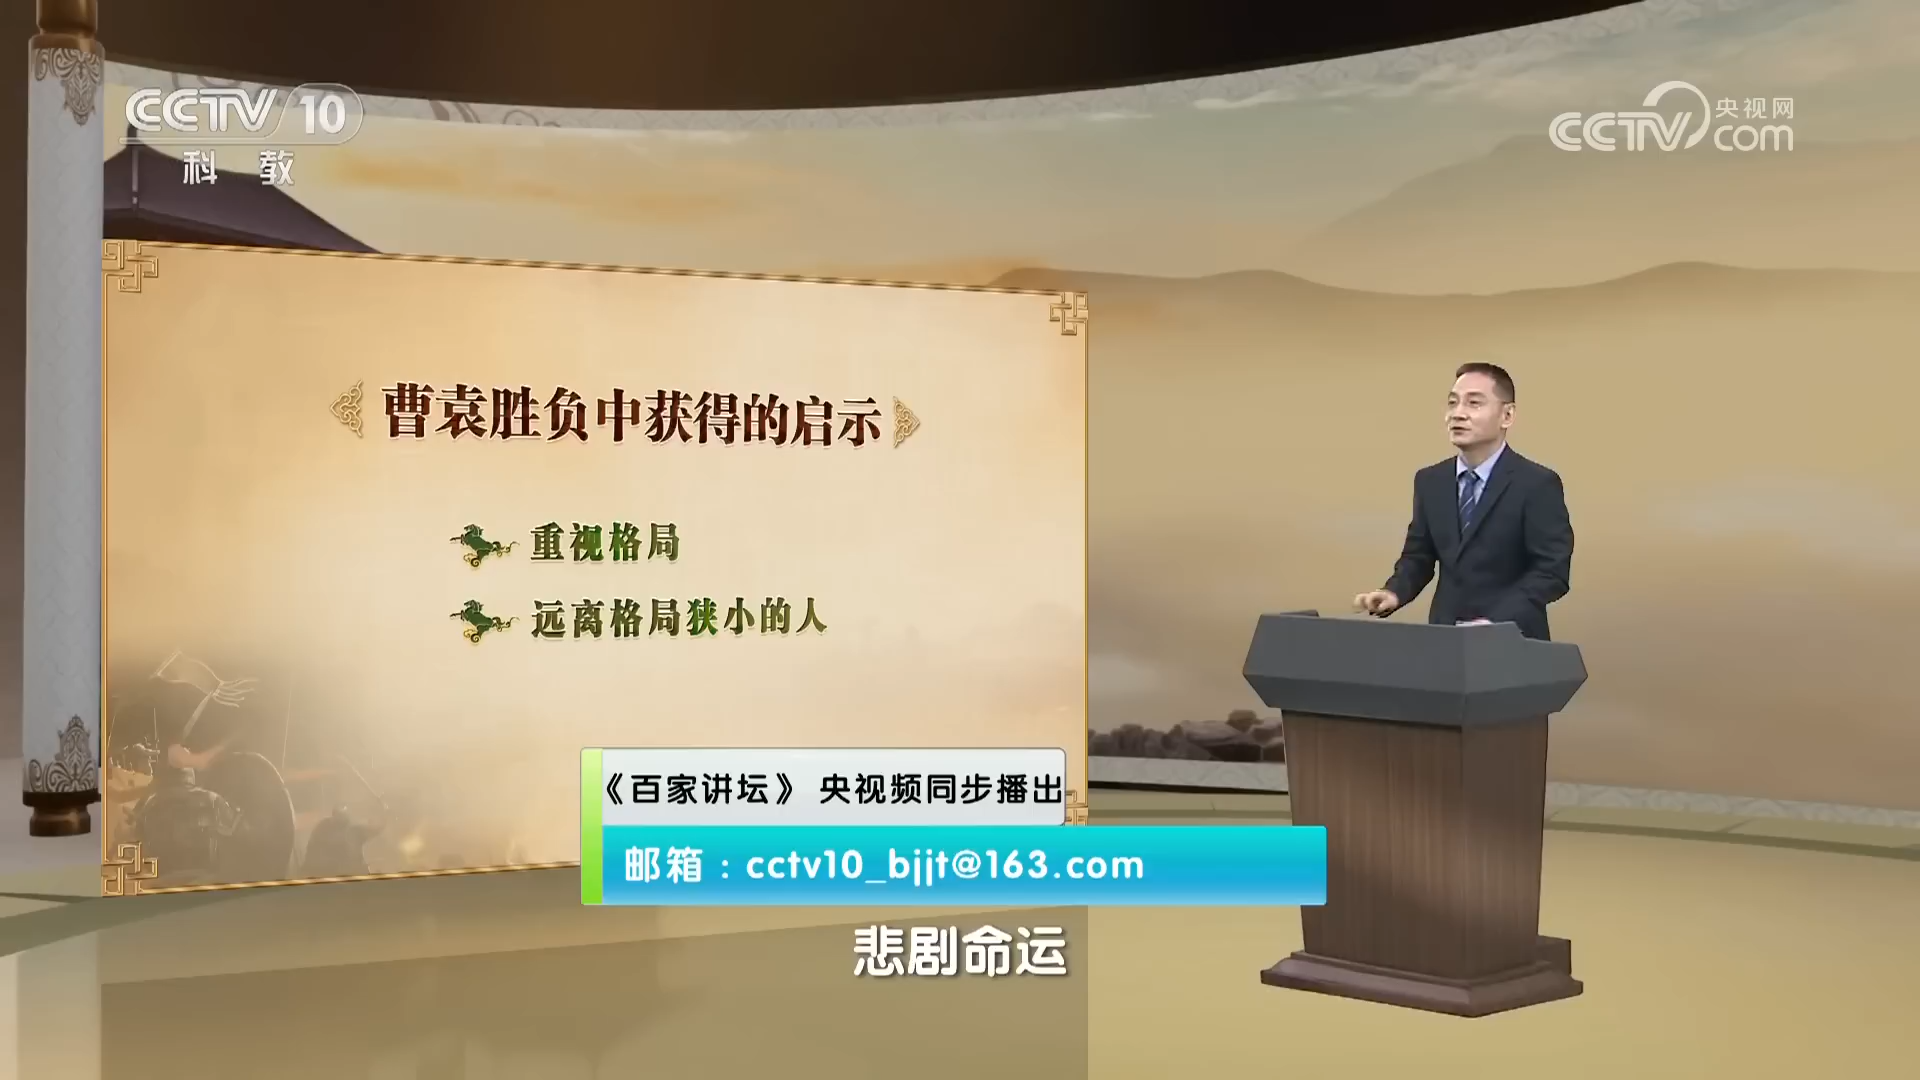 CCTV 10
科 教
央视网
CCTV.com
曹袁胜负中获得的启示
重视格局
远离格局狭小的人
《百家讲坛》 央视频同步播出
邮箱：cctv10_bjjt@163.com
悲剧命运